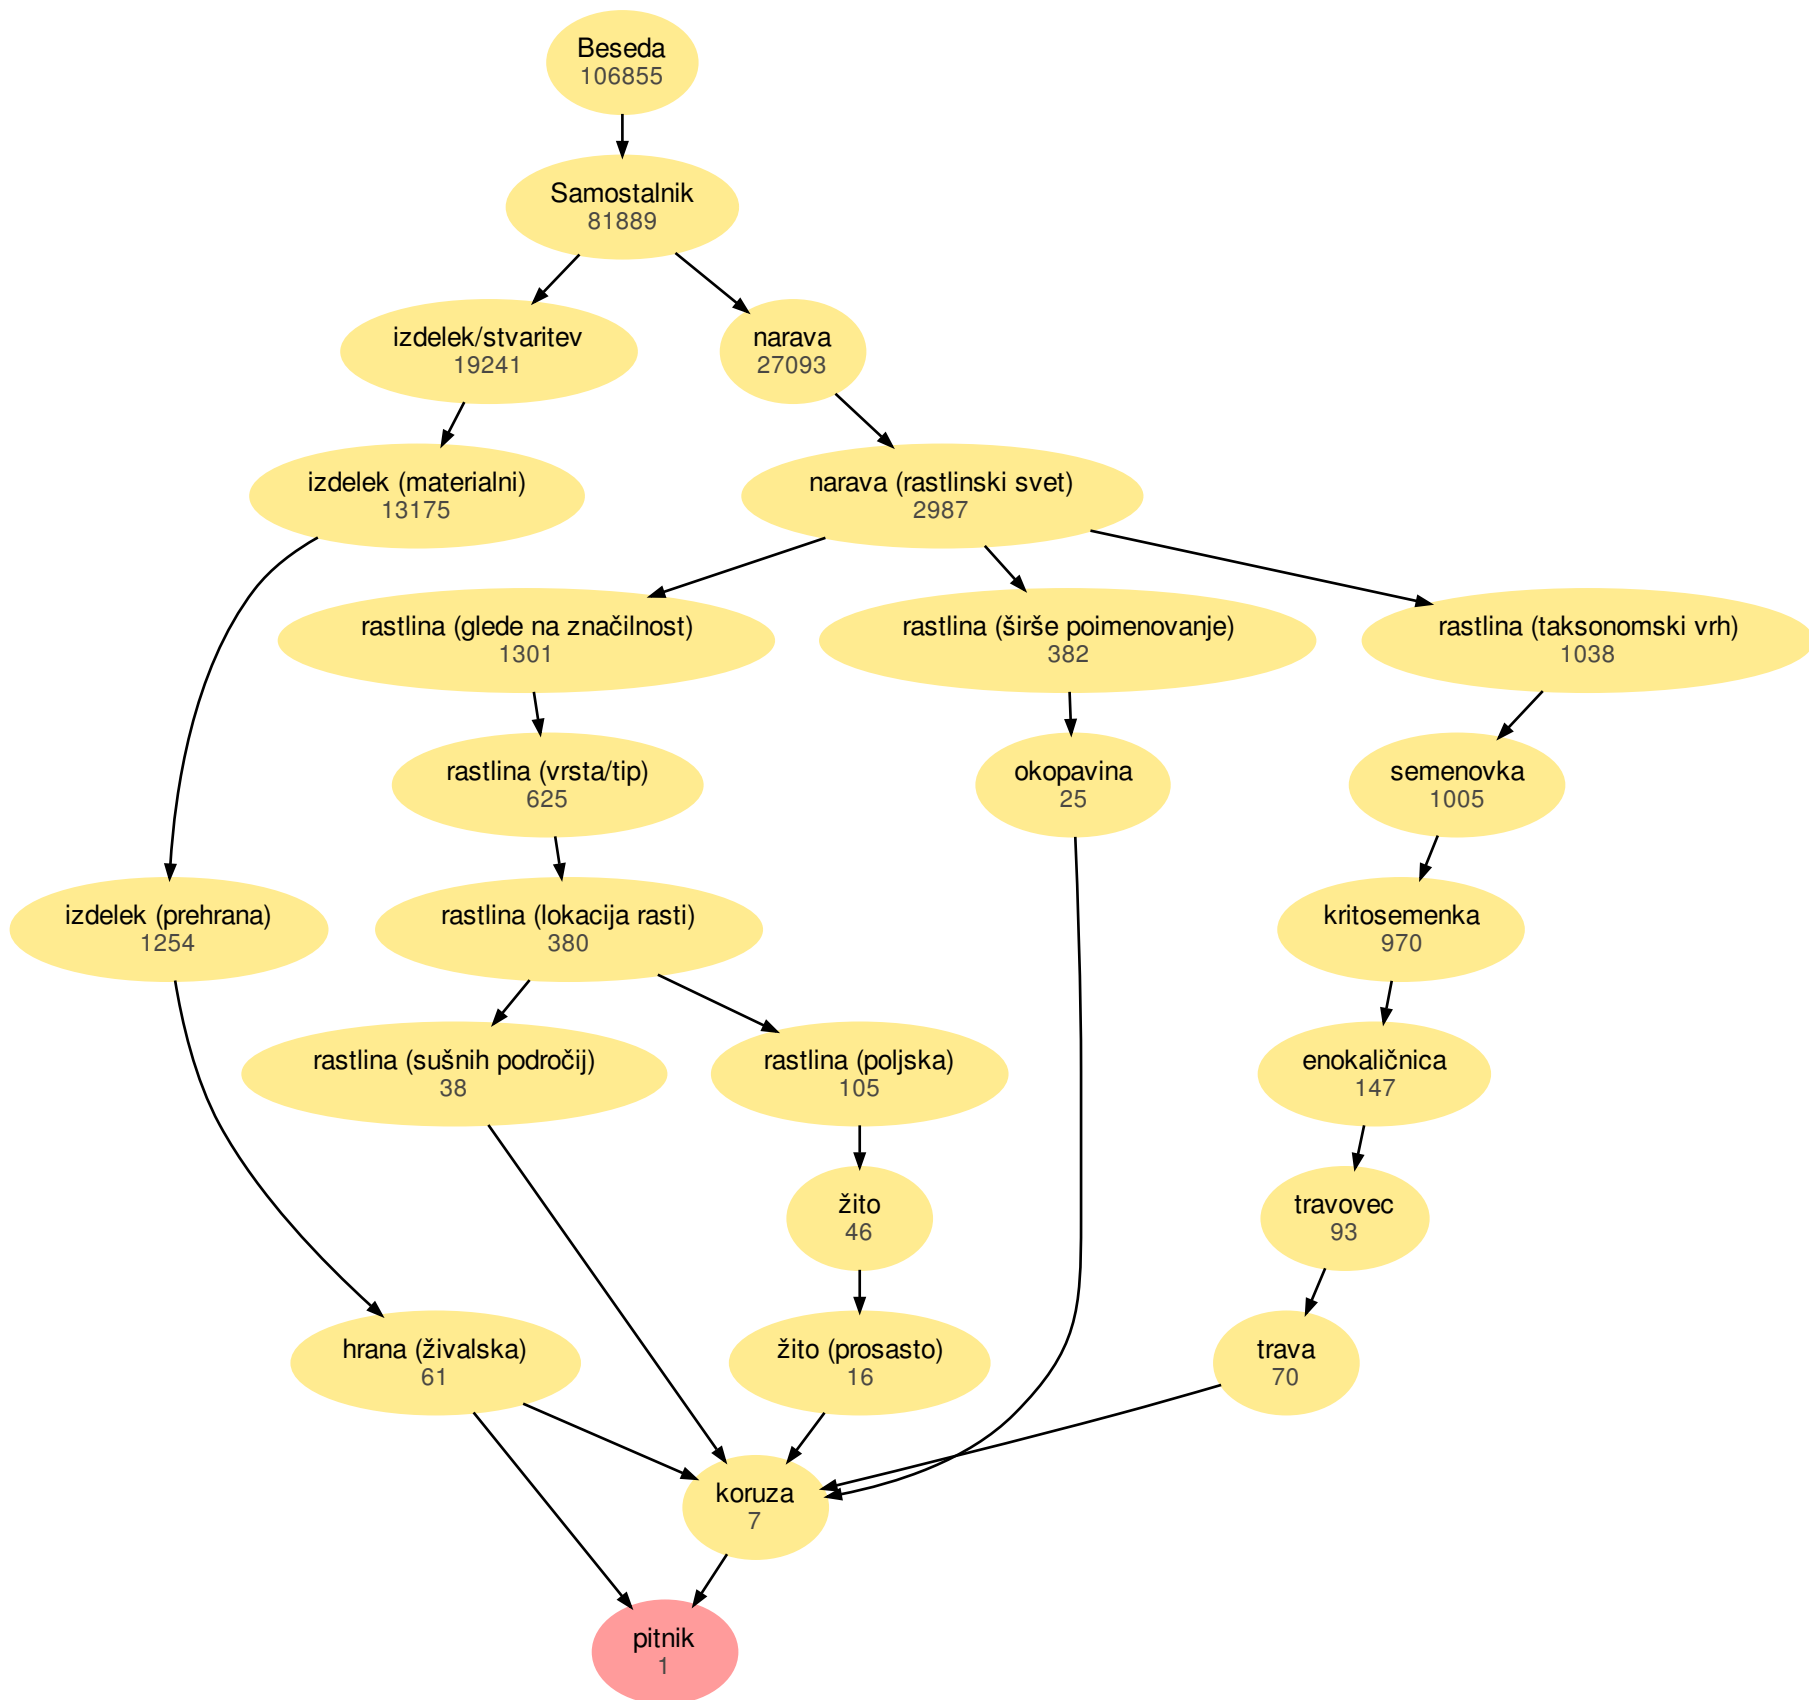 Beseda
106855
Samostalnik
81889
izdelek/stvaritev
19241
narava
27093
izdelek (materialni)
13175
narava (rastlinski svet)
2987
rastlina (glede na značilnost)
1301
rastlina (širše poimenovanje)
382
rastlina (taksonomski vrh)
1038
rastlina (vrsta/tip)
625
okopavina
25
semenovka
1005
izdelek (prehrana)
1254
rastlina (lokacija rasti)
380
kritosemenka
970
rastlina (sušnih področij)
38
rastlina (poljska)
105
enokaličnica
147
žito
46
travovec
93
hrana (živalska)
61
žito (prosasto)
16
trava
70
koruza
7
pitnik
1